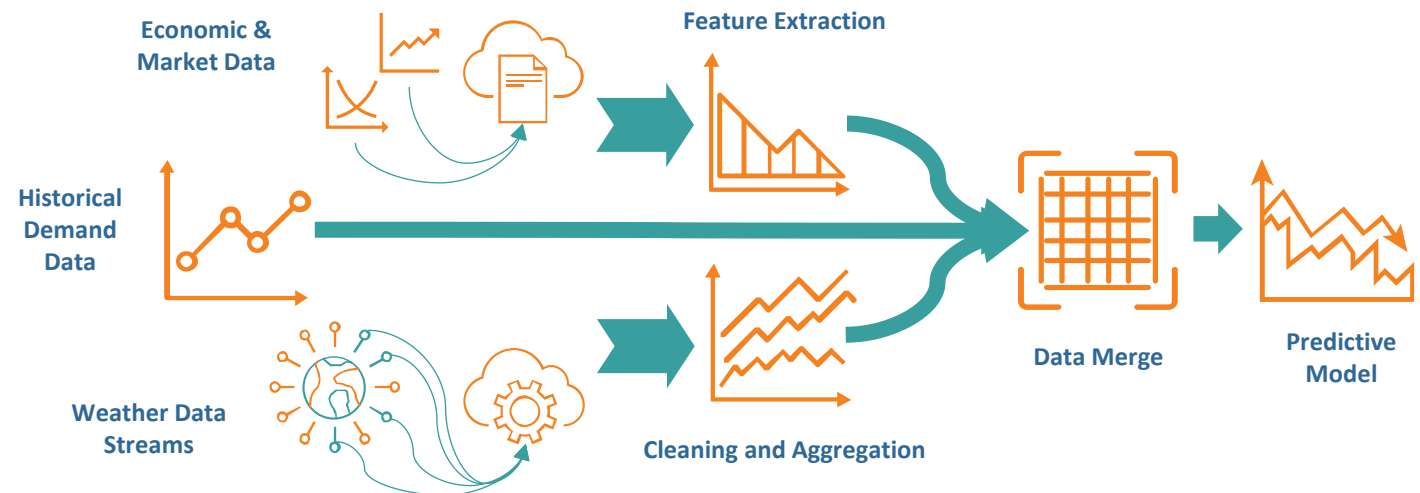 Economic &
Market Data
Feature Extraction
Historical
Demand
Data
Data Merge
Predictive
Model
Weather Data
Streams
Cleaning and Aggregation